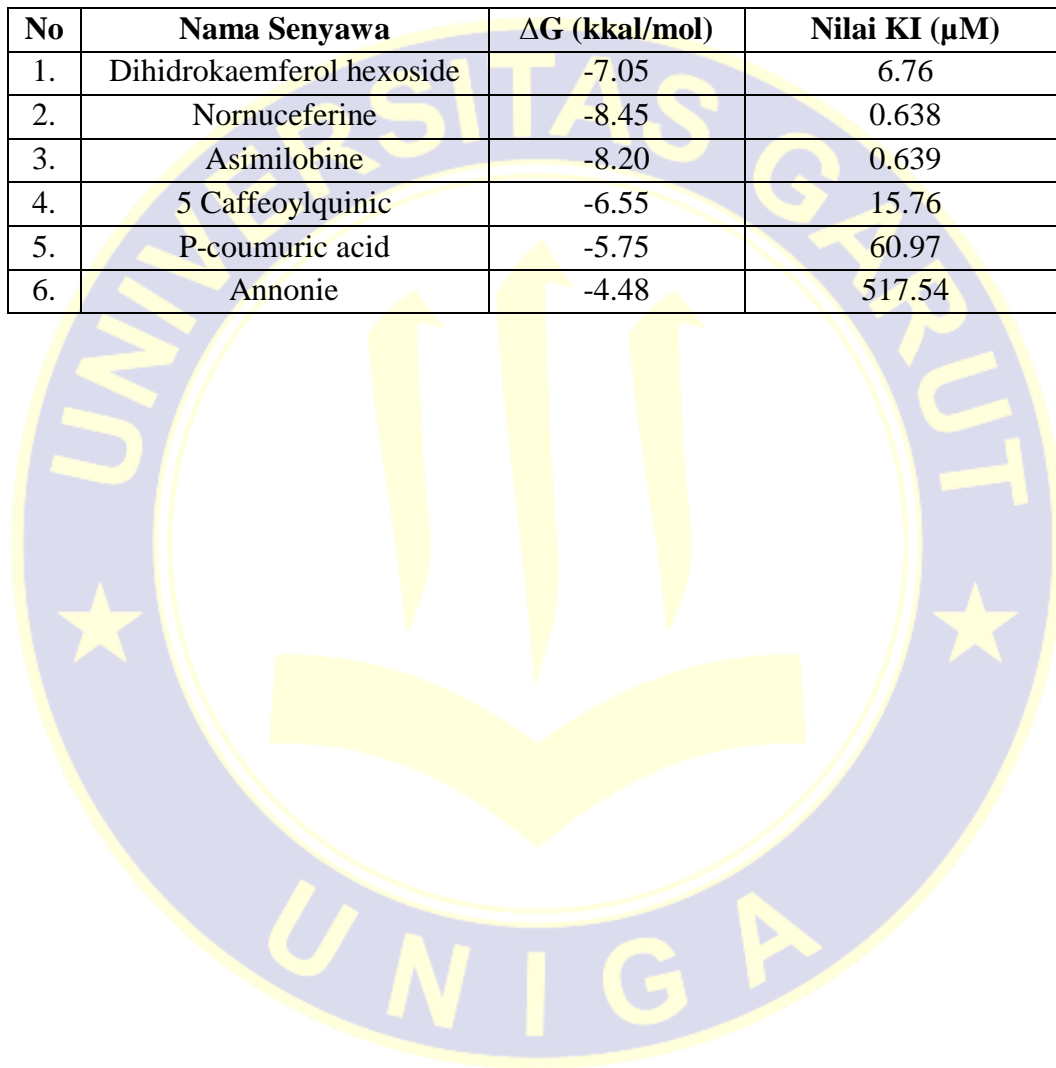 No Nama Senyawa ∆G (kkal/mol) Nilai KI (µM)
1. Dihidrokaemferol hexoside -7.05 6.76
2. Nornuceferine -8.45 0.638
3. Asimilobine -8.20 0.639
4. 5 Caffeoylquinic -6.55 15.76
5. P-coumuric acid -5.75 60.97
6. Annonie -4.48 517.54
UNIVERSITAS GARUT
UNIGA